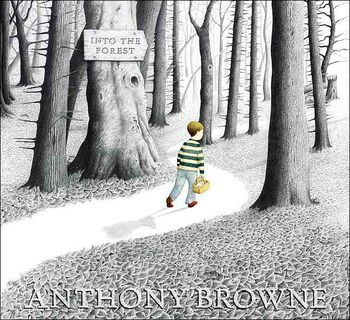 INTO THE
FOREST
ANTHONY BROWNE